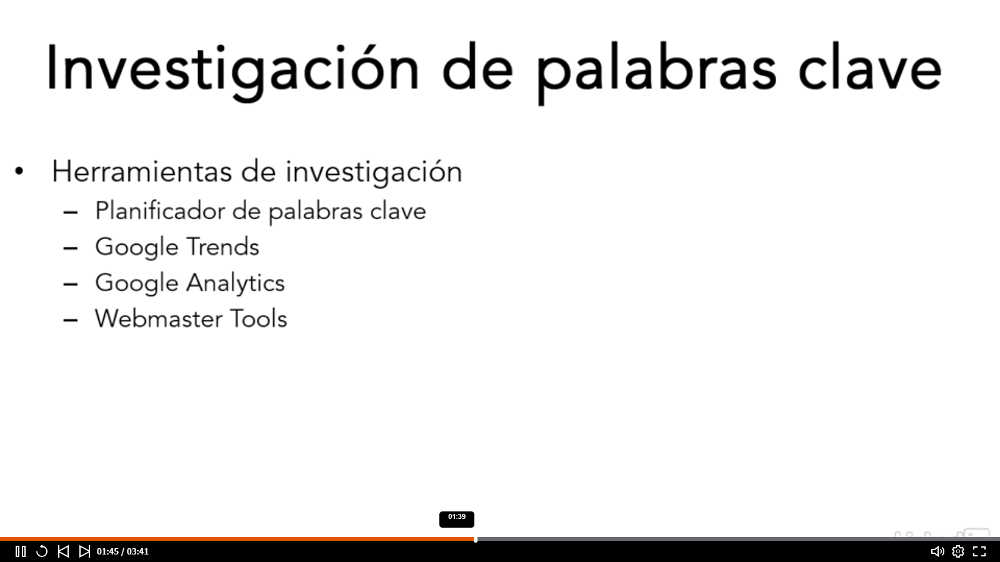 Investigación de palabras clave
• Herramientas de investigación
– Planificador de palabras clave
– Google Trends
– Google Analytics
– Webmaster Tools
01:39
01:45 / 03:41